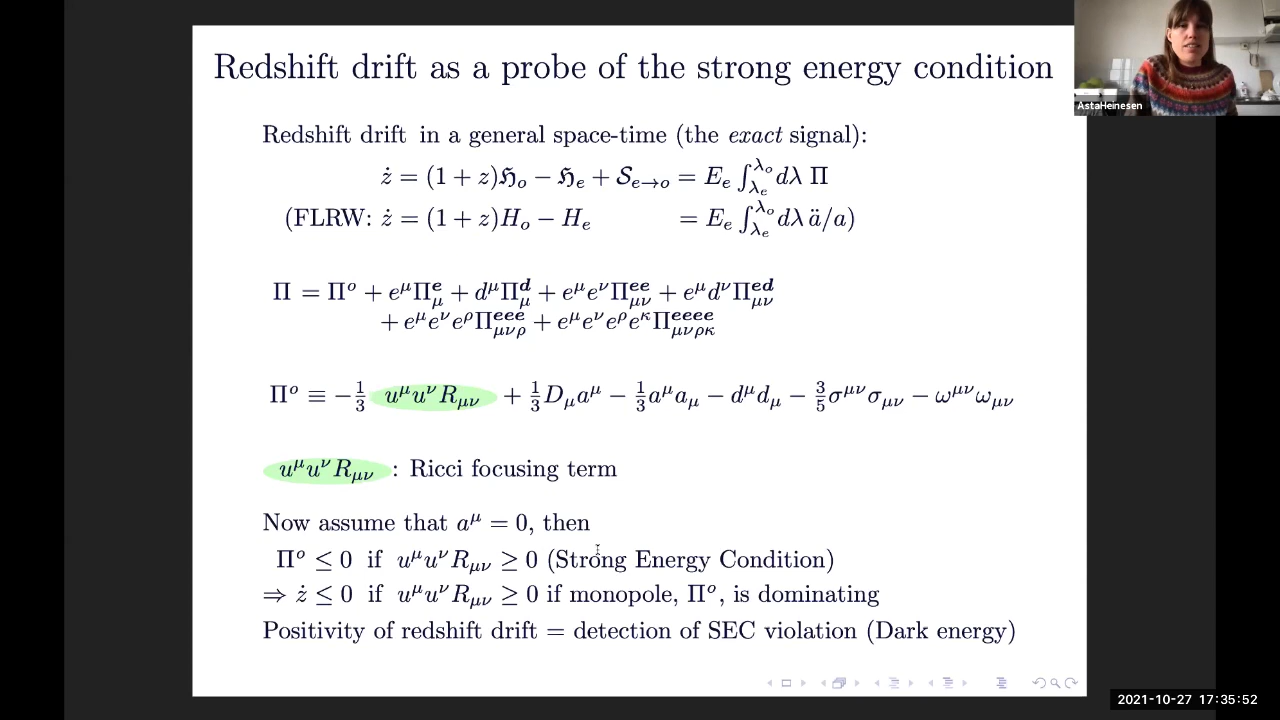 Redshift drift as a probe of the strong energy condition
AstaHeinesen
Redshift drift in a general space-time (the exact signal):
ż = (1 + z)ℌ_o − ℌ_e + 𝒮_{e→o} = E_e ∫_{λ_e}^{λ_o} dλ Π
(FLRW: ż = (1 + z)H_o − H_e = E_e ∫_{λ_e}^{λ_o} dλ ä/a)
Π = Π^o + e^μ Π^e_μ + d^μ Π^d_μ + e^μ e^ν Π^{ee}_{μν} + e^μ d^ν Π^{ed}_{μν}
+ e^μ e^ν e^ρ Π^{eee}_{μνρ} + e^μ e^ν e^ρ e^κ Π^{eeee}_{μνρκ}
Π^o ≡ −1/3 u^μ u^ν R_{μν} + 1/3 D_μ a^μ − 1/3 a^μ a_μ − d^μ d_μ − 3/5 σ^{μν} σ_{μν} − ω^{μν} ω_{μν}
u^μ u^ν R_{μν} : Ricci focusing term
Now assume that a^μ = 0, then
Π^o ≤ 0 if u^μ u^ν R_{μν} ≥ 0 (Strong Energy Condition)
⇒ ż ≤ 0 if u^μ u^ν R_{μν} ≥ 0 if monopole, Π^o, is dominating
Positivity of redshift drift = detection of SEC violation (Dark energy)
2021-10-27 17:35:52